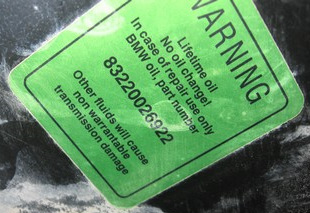 WARNING
Lifetime oil
No oil change!
In case of repair use only
BMW oil, part number
83220026922
Other fluids will cause
non warrantable
transmission damage